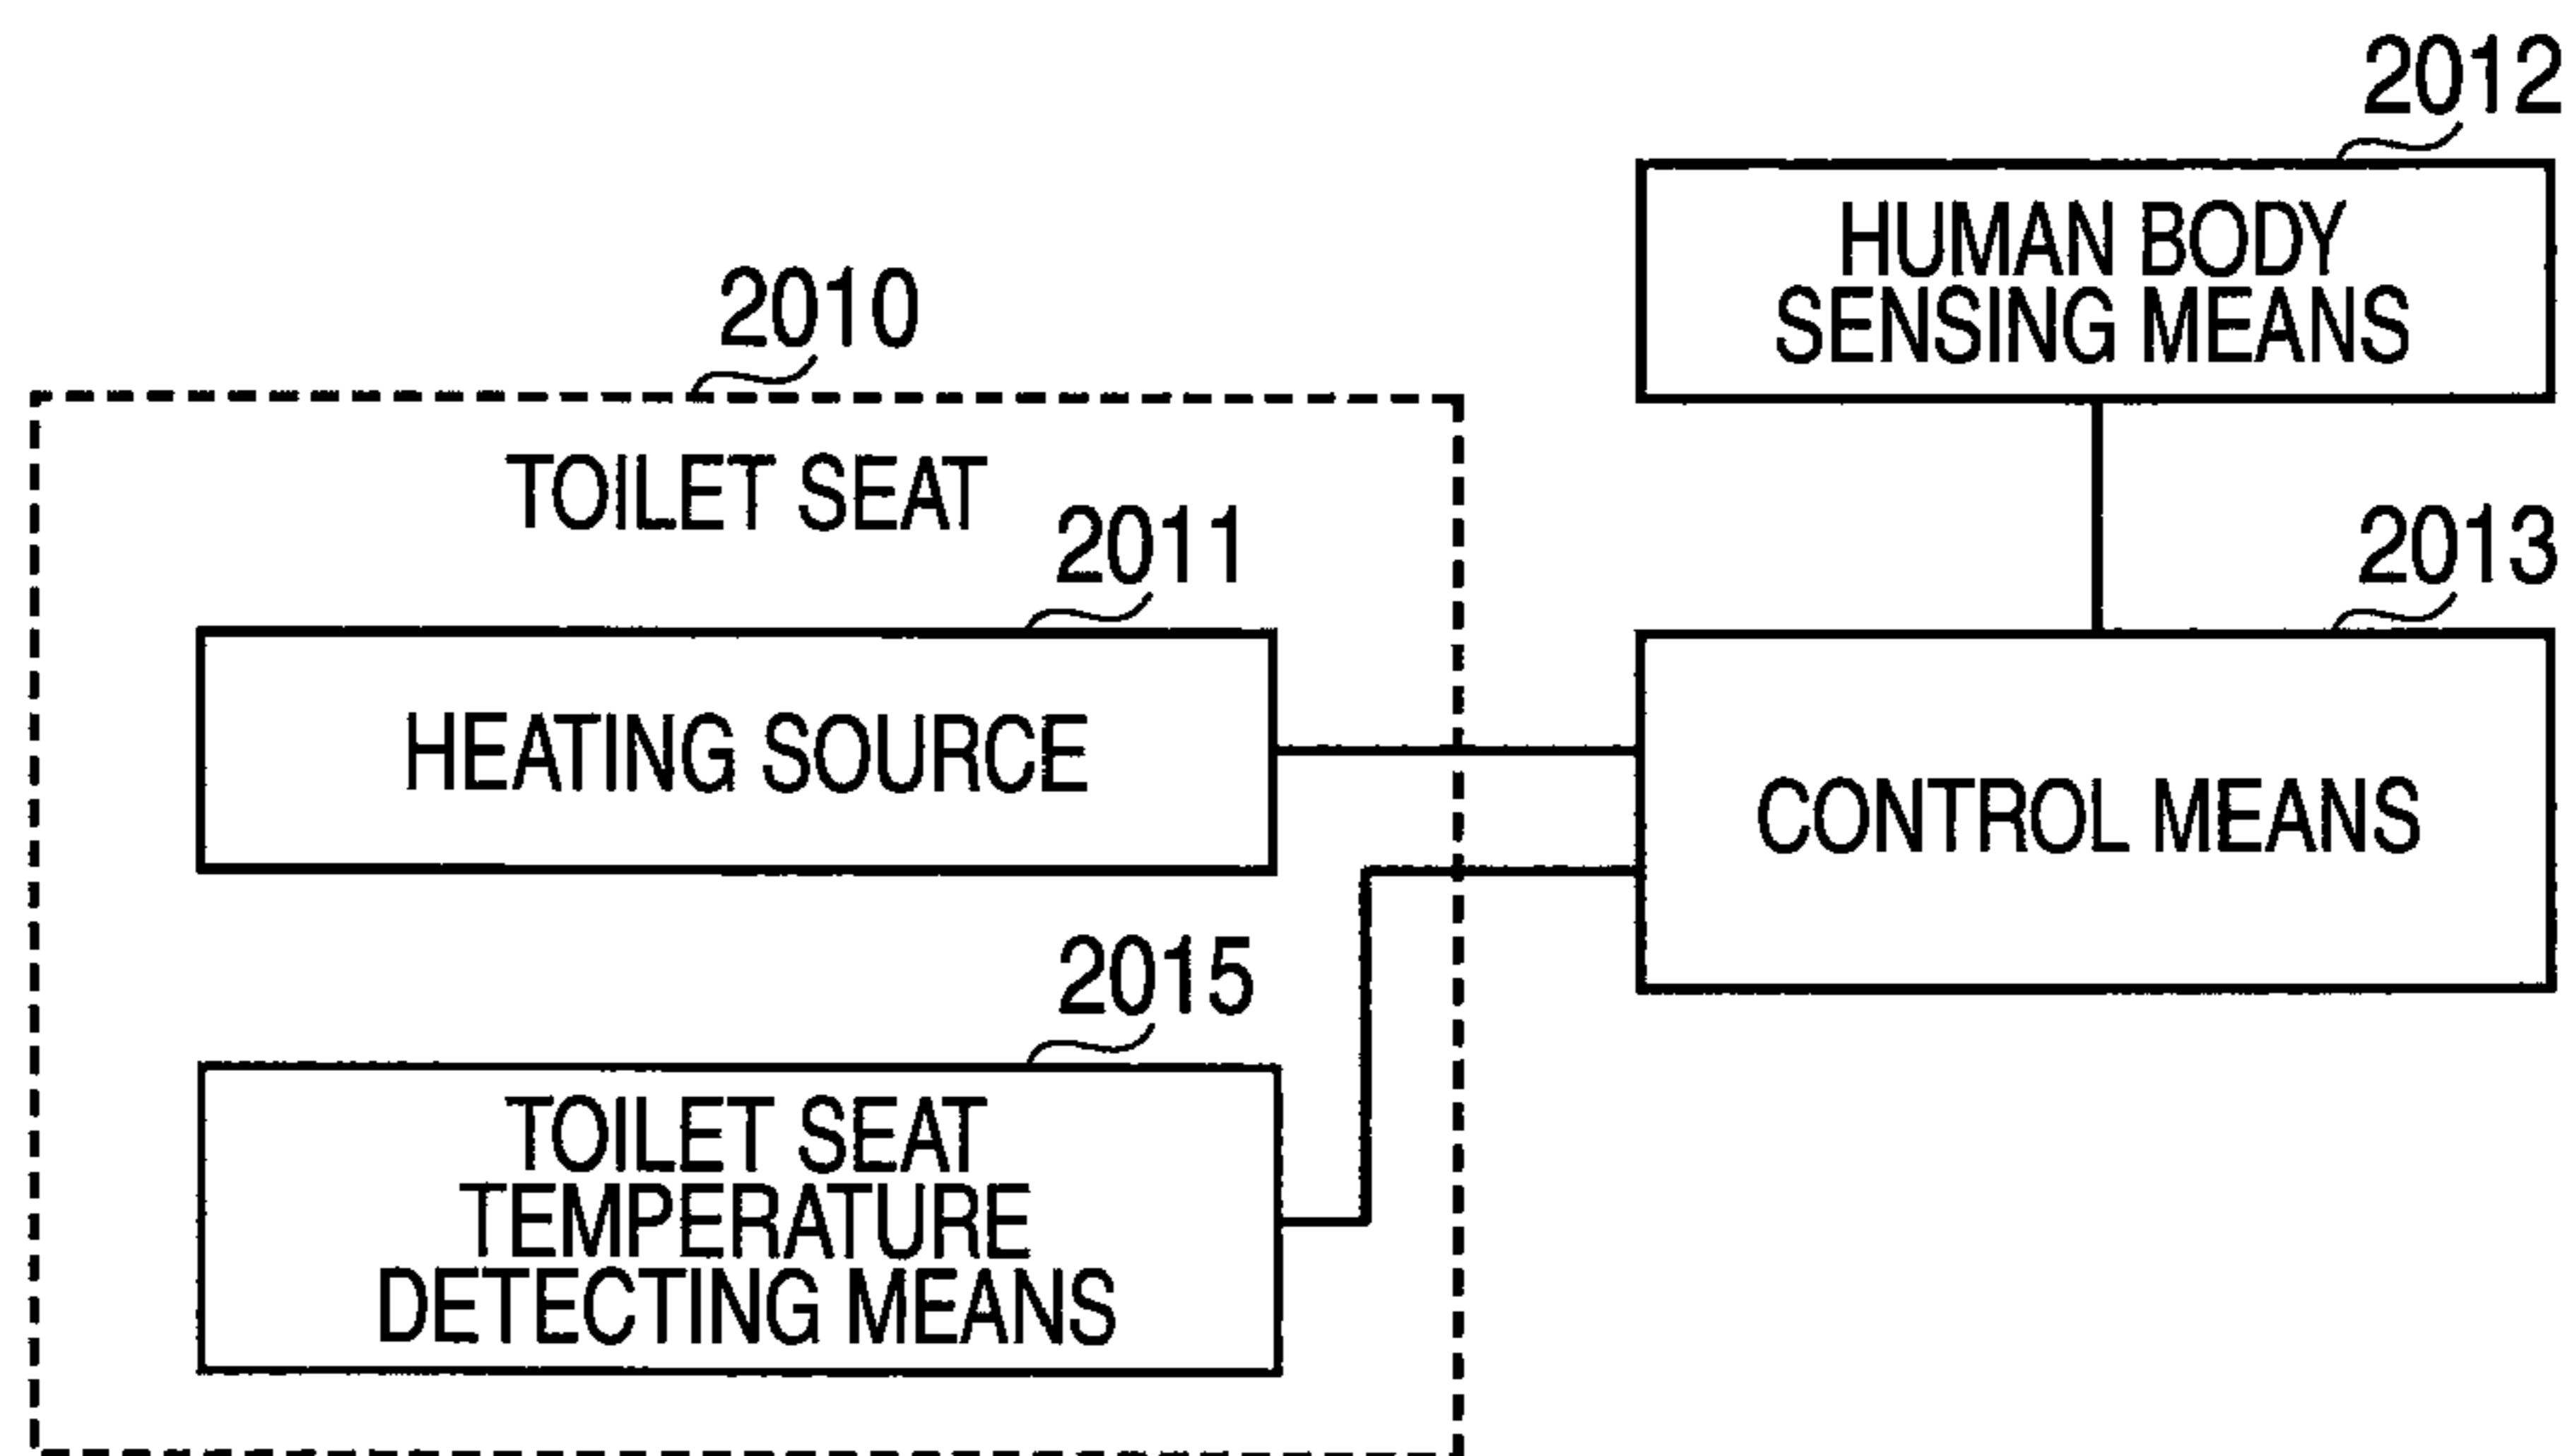 2012
HUMAN BODY
SENSING MEANS
2010
TOILET SEAT
2011
HEATING SOURCE
2013
CONTROL MEANS
2015
TOILET SEAT
TEMPERATURE
DETECTING MEANS